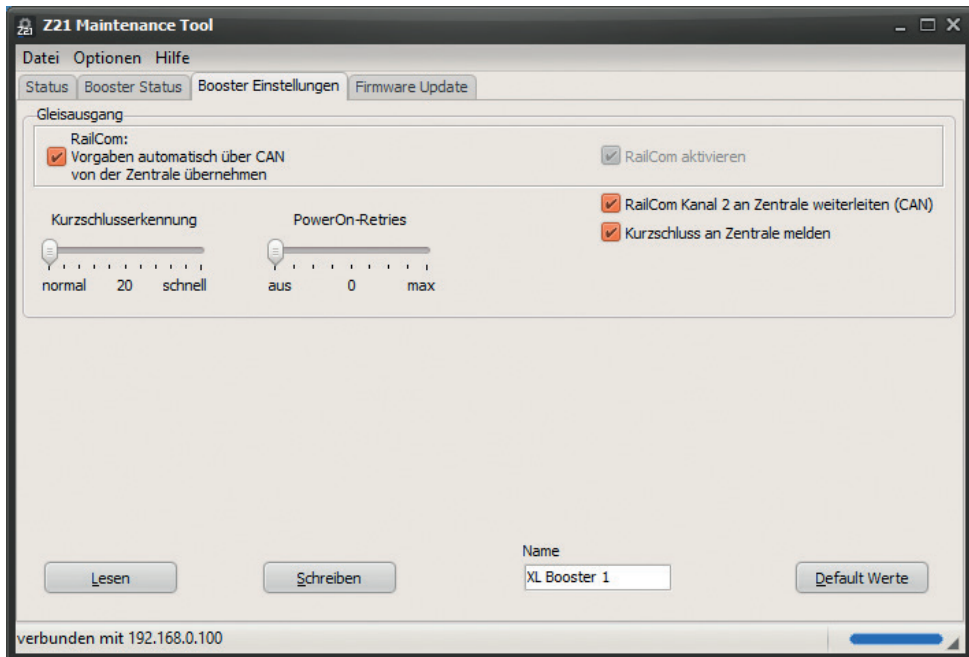 Z21 Maintenance Tool
Datei Optionen Hilfe
Status Booster Status Booster Einstellungen Firmware Update
Gleisausgang
RailCom:
Vorgaben automatisch über CAN
von der Zentrale übernehmen
RailCom aktivieren
RailCom Kanal 2 an Zentrale weiterleiten (CAN)
Kurzschluss an Zentrale melden
Kurzschlusserkennung
normal 20 schnell
PowerOn-Retries
aus 0 max
Name
Lesen Schreiben XL Booster 1 Default Werte
verbunden mit 192.168.0.100